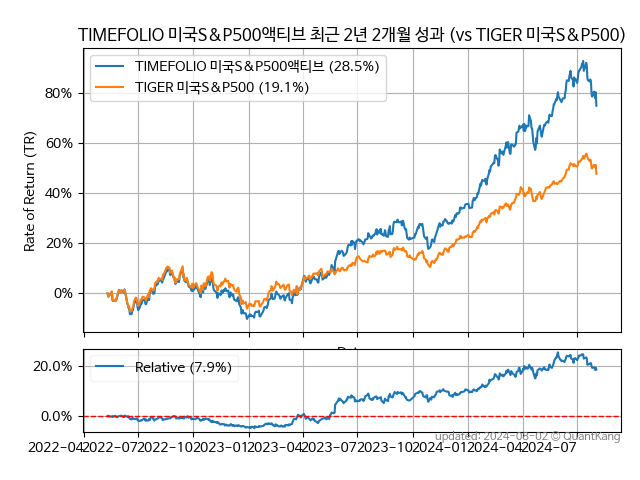 TIMEFOLIO 미국S&P500액티브 최근 2년 2개월 성과 (vs TIGER 미국S&P500)
TIMEFOLIO 미국S&P500액티브 (28.5%)
TIGER 미국S&P500 (19.1%)
Rate of Return (TR)
80%
60%
40%
20%
0%
Relative (7.9%)
20.0%
0.0%
2022-04 2022-07 2022-10 2023-01 2023-04 2023-07 2023-10 2024-01 2024-04 2024-07
updated: 2024-08-02 © QuantKang